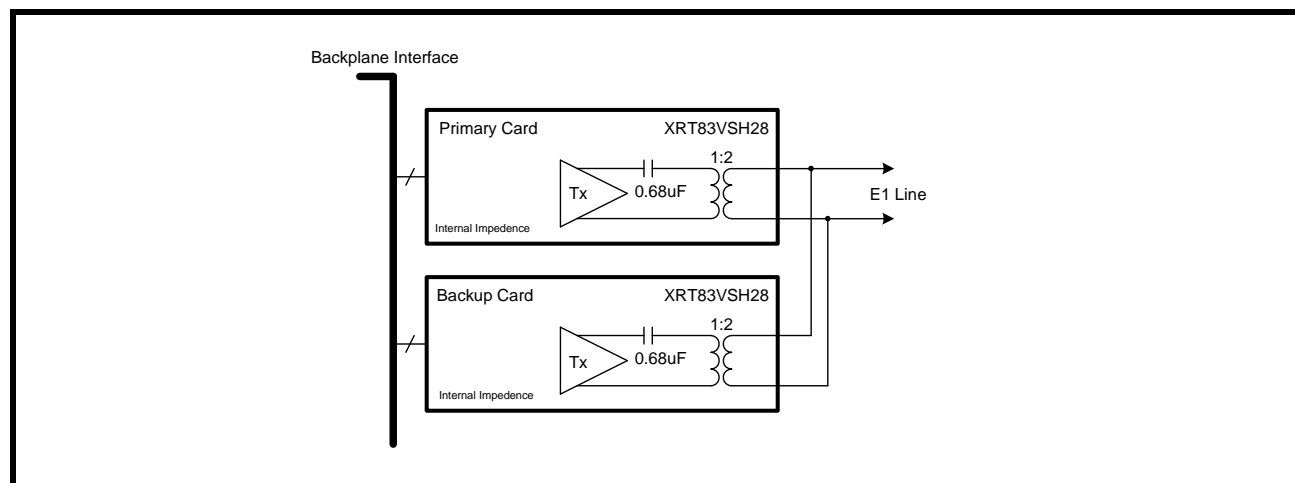 Backplane Interface
Primary Card XRT83VSH28
1:2
Tx 0.68uF
E1 Line
Internal Impedence
Backup Card XRT83VSH28
1:2
Tx 0.68uF
Internal Impedence